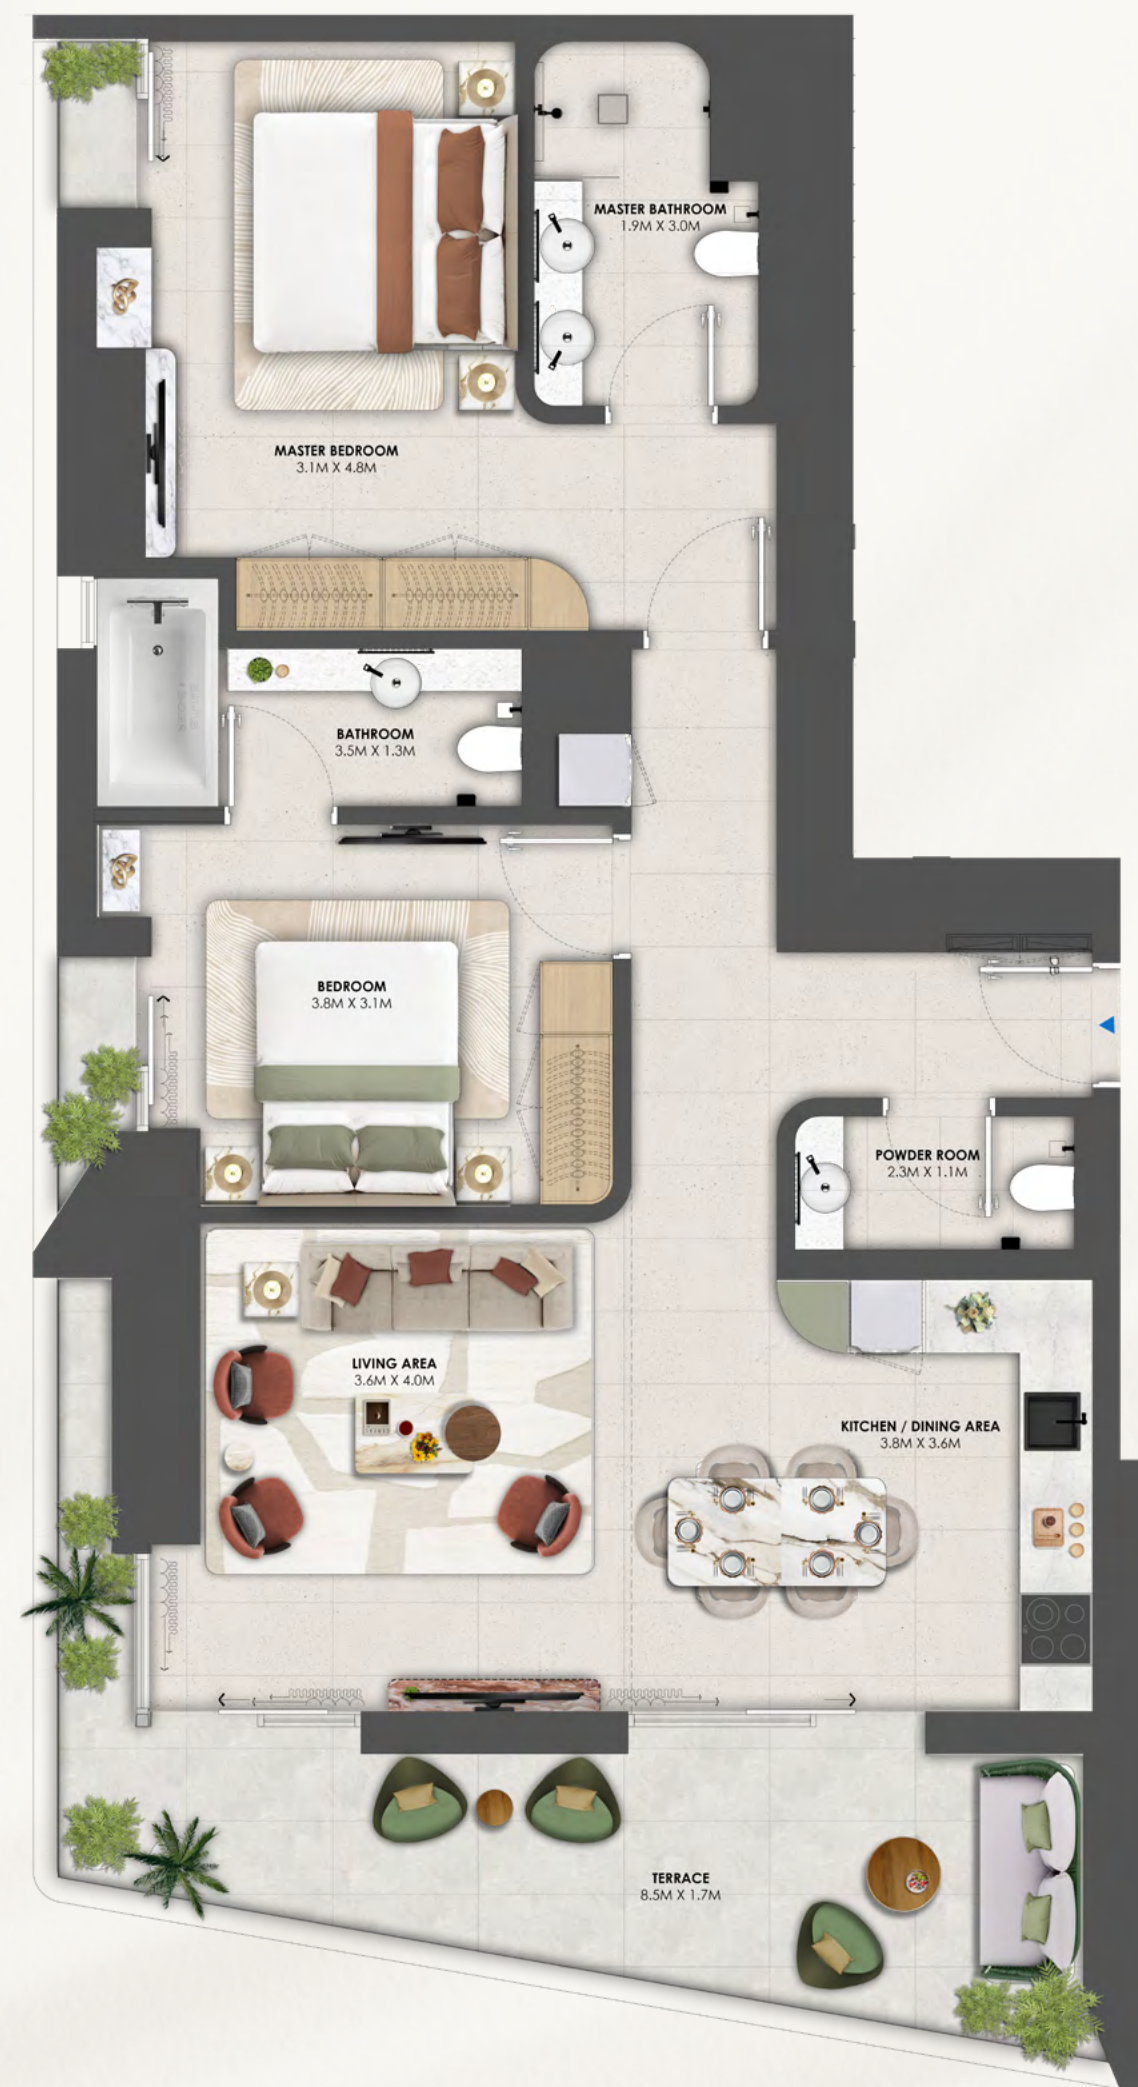 MASTER BATHROOM
1.9M X 3.0M
MASTER BEDROOM
3.1M X 4.8M
BATHROOM
3.5M X 1.3M
BEDROOM
3.8M X 3.1M
POWDER ROOM
2.3M X 1.1M
LIVING AREA
3.6M X 4.0M
KITCHEN / DINING AREA
3.8M X 3.6M
TERRACE
8.5M X 1.7M